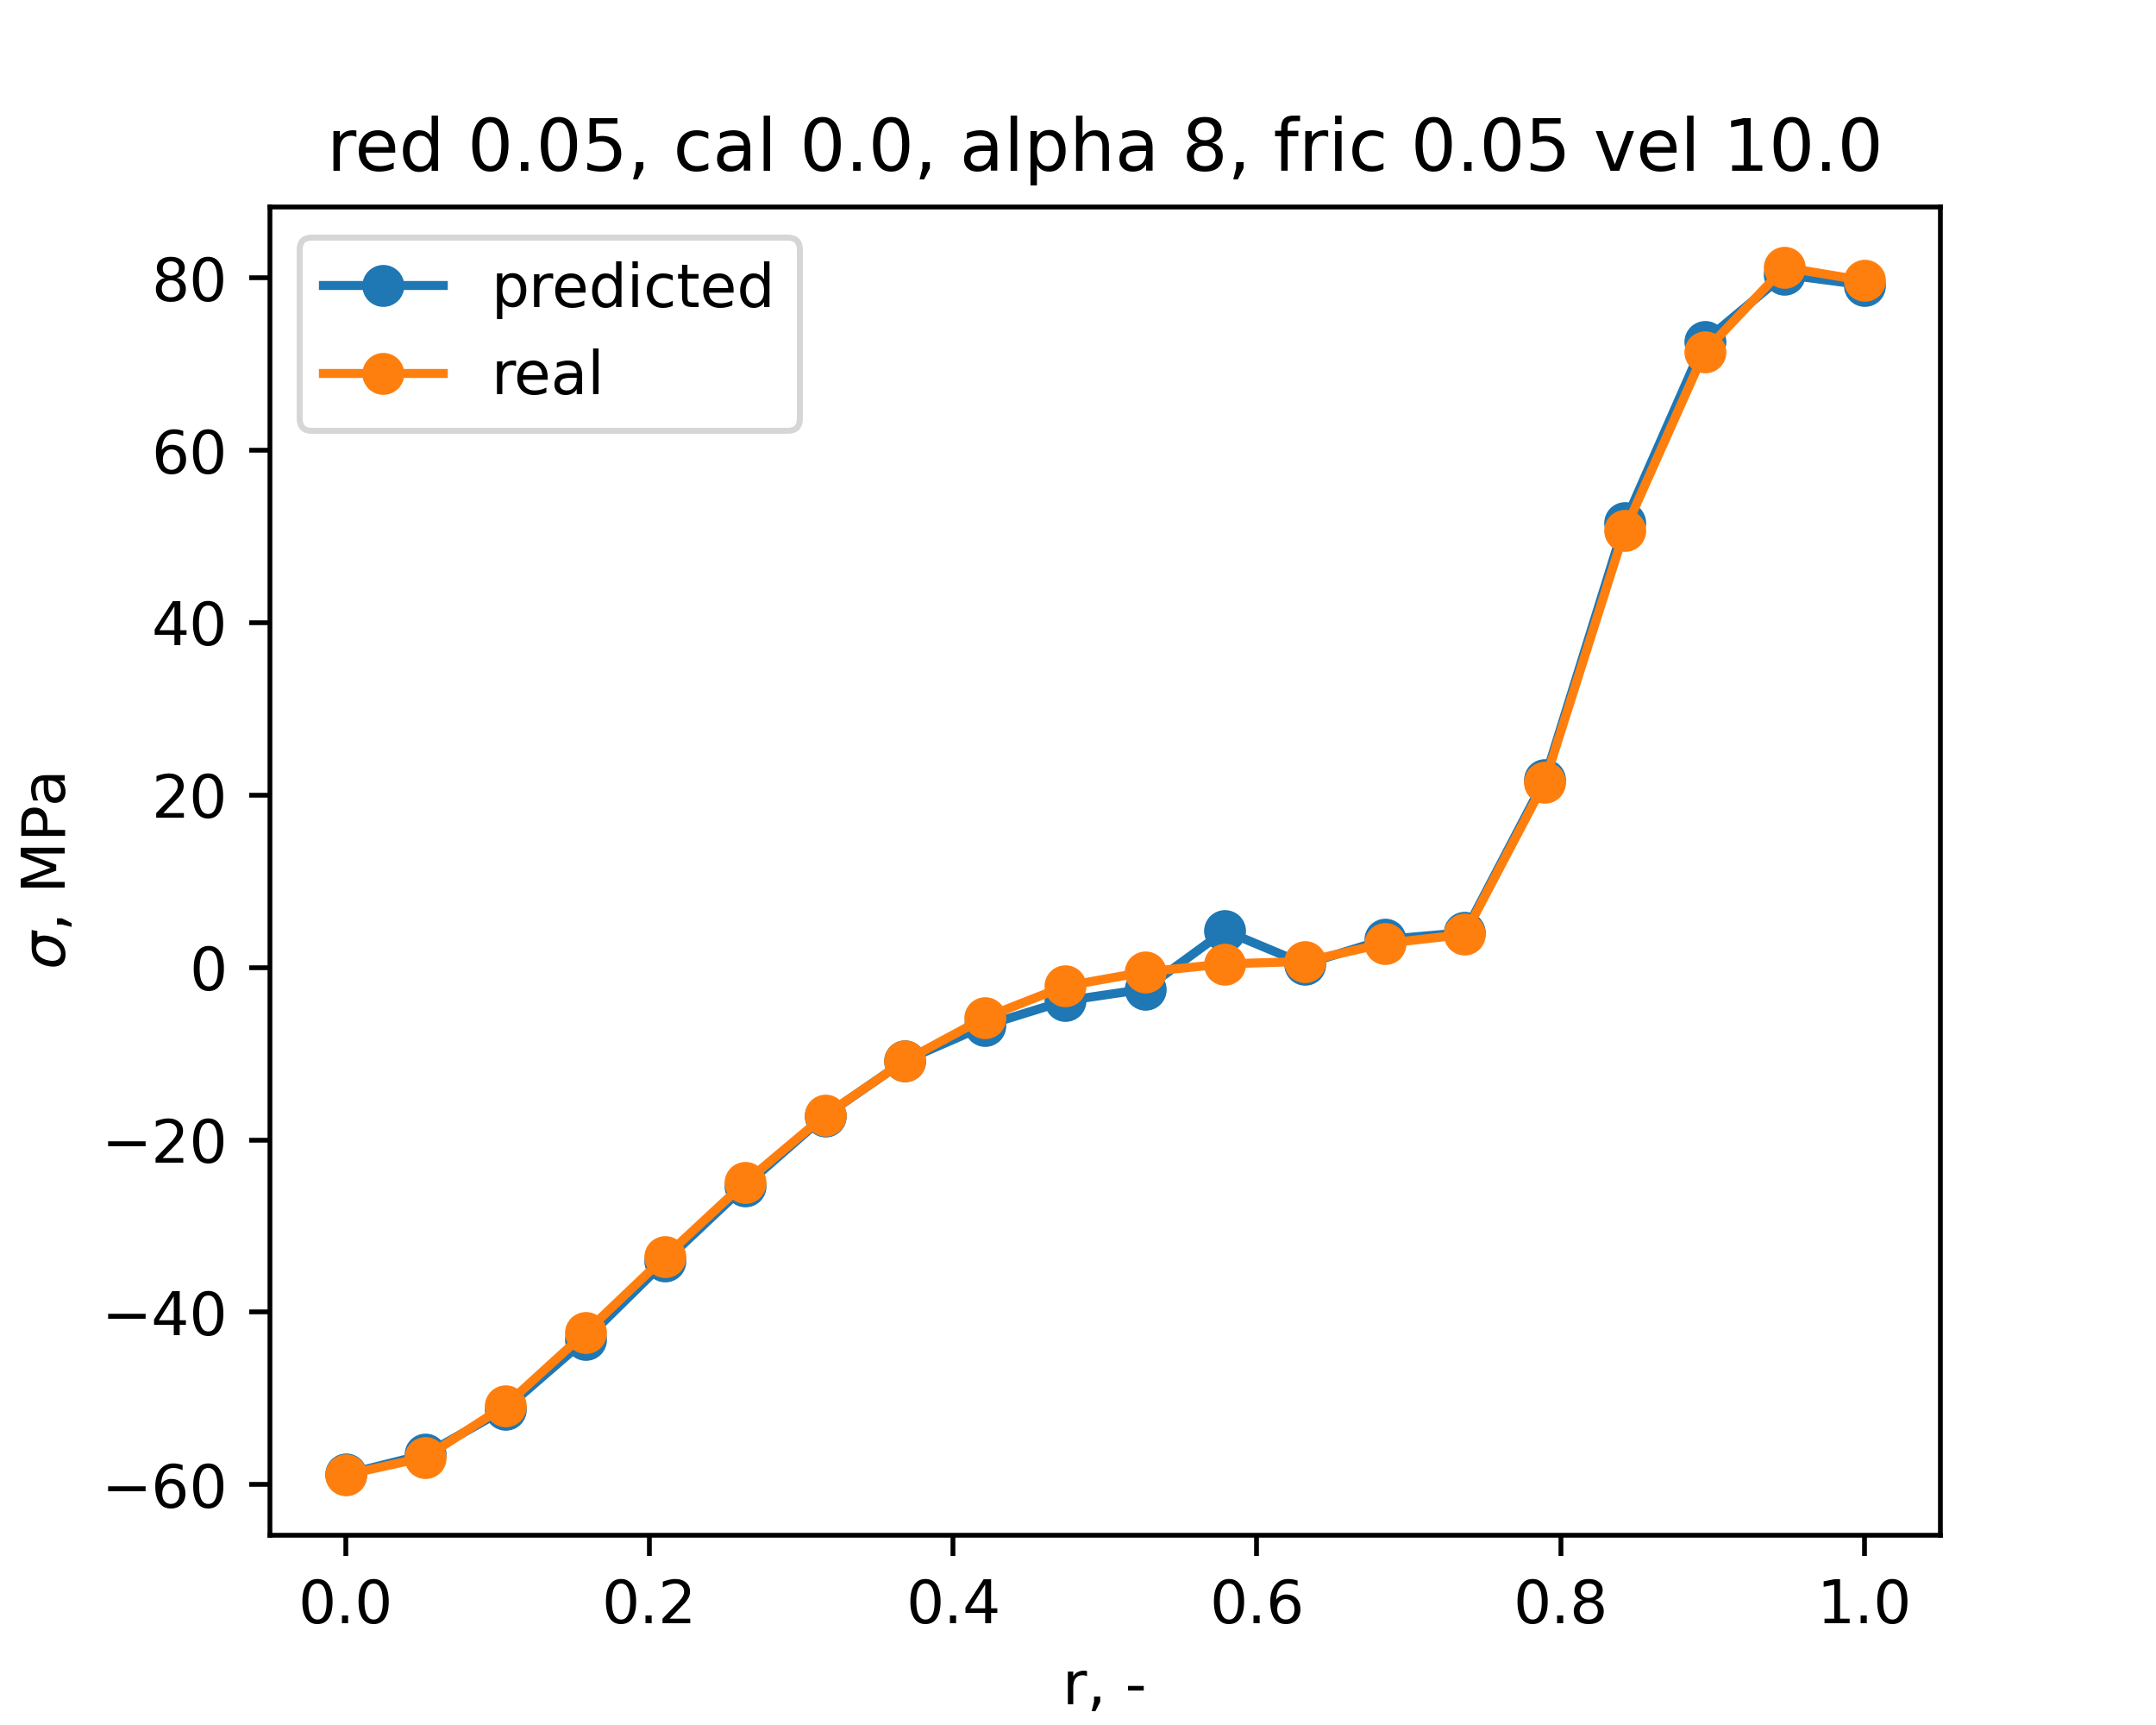 red 0.05, cal 0.0, alpha 8, fric 0.05 vel 10.0
predicted
real
80
60
40
20
0
−20
−40
−60
σ, MPa
0.0 0.2 0.4 0.6 0.8 1.0
r, -